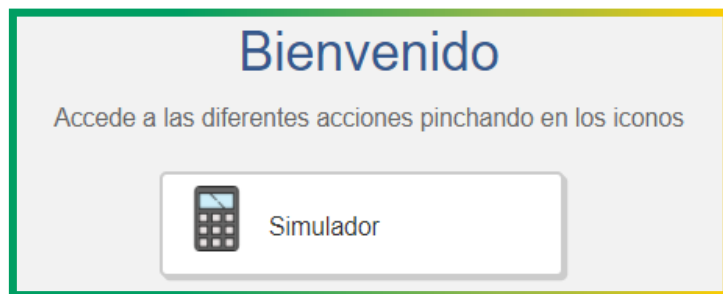 Bienvenido
Accede a las diferentes acciones pinchando en los iconos
Simulador